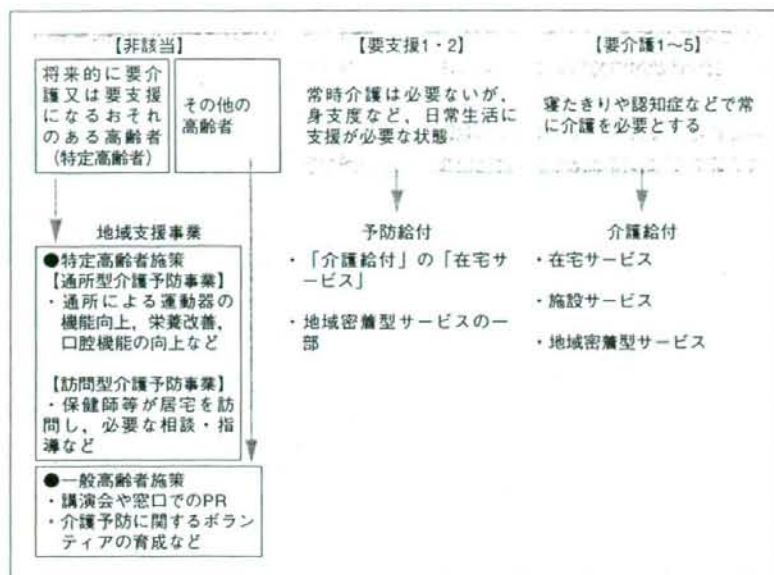 【非該当】
将来的に要介
護又は要支援
になるおそれ
のある高齢者
(特定高齢者)
その他の
高齢者
【要支援1・2】
常時介護は必要ないが,
身支度など,日常生活に
支援が必要な状態
【要介護1~5】
寝たきりや認知症などで常
に介護を必要とする
地域支援事業
●特定高齢者施策
【通所型介護予防事業】
・通所による運動器の
機能向上,栄養改善,
口腔機能の向上など
【訪問型介護予防事業】
・保健師等が居宅を訪
問し,必要な相談・指
導など
●一般高齢者施策
・講演会や窓口でのPR
・介護予防に関するボラン
ティアの育成など
予防給付
・「介護給付」の「在宅サ
ービス」
・地域密着型サービスの一
部
介護給付
・在宅サービス
・施設サービス
・地域密着型サービス